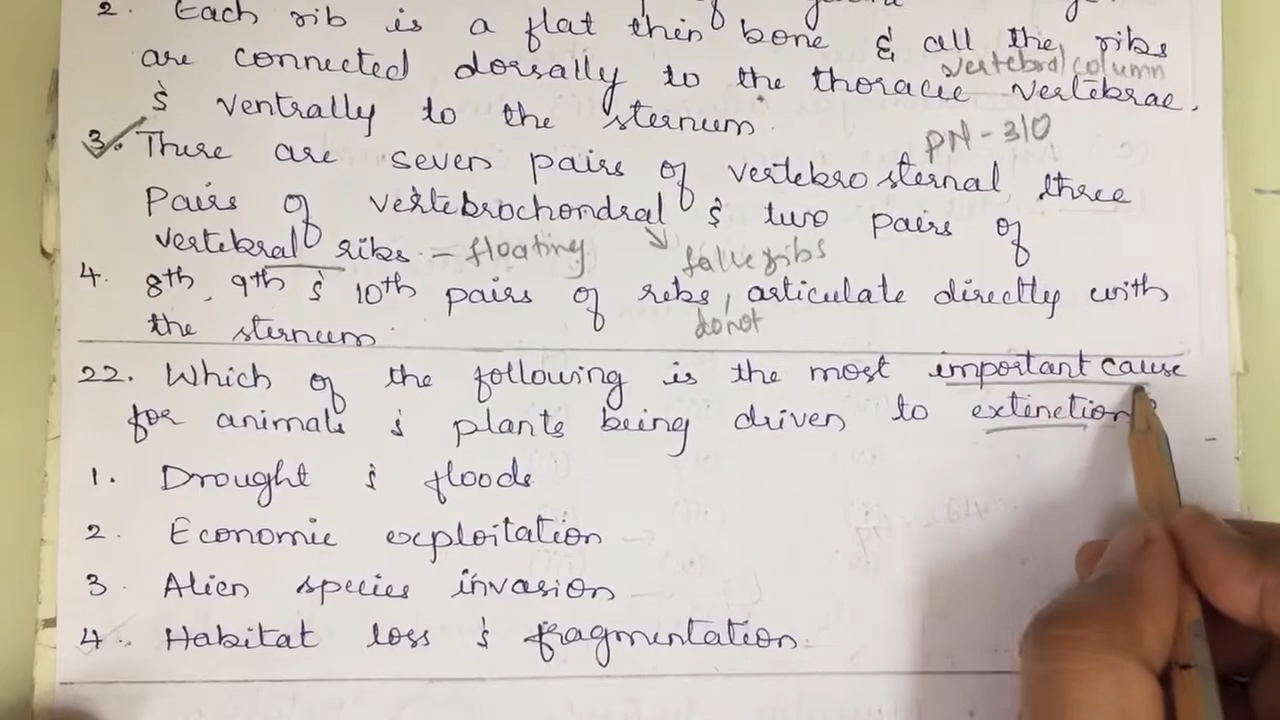 2. Each rib is a flat thin bone & all the ribs
are connected dorsally to the thoracic vertebrae.
vertebral column
& ventrally to the sternum.
PN - 310
3. There are seven pairs of vertebrosternal, three
Pairs of vertebrochondral & two pairs of
vertebral ribs. = floating
false ribs
4. 8th, 9th & 10th pairs of ribs, articulate directly with
do not
the sternum.
22. Which of the following is the most important cause
for animals & plants being driven to extinction?
1. Drought & floods
2. Economic exploitation
3. Alien species invasion
4. Habitat loss & fragmentation.